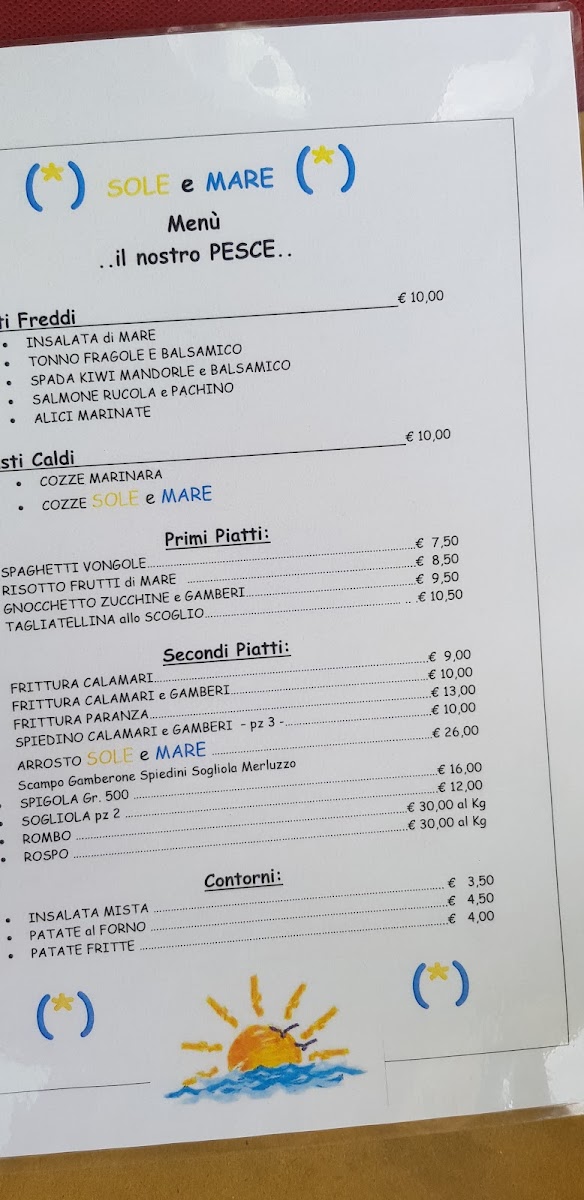 (*) SOLE e MARE (*)
Menù
..il nostro PESCE..
ti Freddi € 10,00
• INSALATA di MARE
• TONNO FRAGOLE E BALSAMICO
• SPADA KIWI MANDORLE e BALSAMICO
• SALMONE RUCOLA e PACHINO
• ALICI MARINATE
sti Caldi € 10,00
• COZZE MARINARA
• COZZE SOLE e MARE
Primi Piatti:
SPAGHETTI VONGOLE € 7,50
RISOTTO FRUTTI di MARE € 8,50
GNOCCHETTO ZUCCHINE e GAMBERI € 9,50
TAGLIATELLINA allo SCOGLIO € 10,50
Secondi Piatti:
FRITTURA CALAMARI € 9,00
FRITTURA CALAMARI e GAMBERI € 10,00
FRITTURA PARANZA € 13,00
SPIEDINO CALAMARI e GAMBERI - pz 3 - € 10,00
ARROSTO SOLE e MARE € 26,00
Scampo Gamberone Spiedini Sogliola Merluzzo
• SPIGOLA Gr. 500 € 16,00
• SOGLIOLA pz 2 € 12,00
• ROMBO € 30,00 al Kg
• ROSPO € 30,00 al Kg
Contorni:
• INSALATA MISTA € 3,50
• PATATE al FORNO € 4,50
• PATATE FRITTE € 4,00
(*) (*)